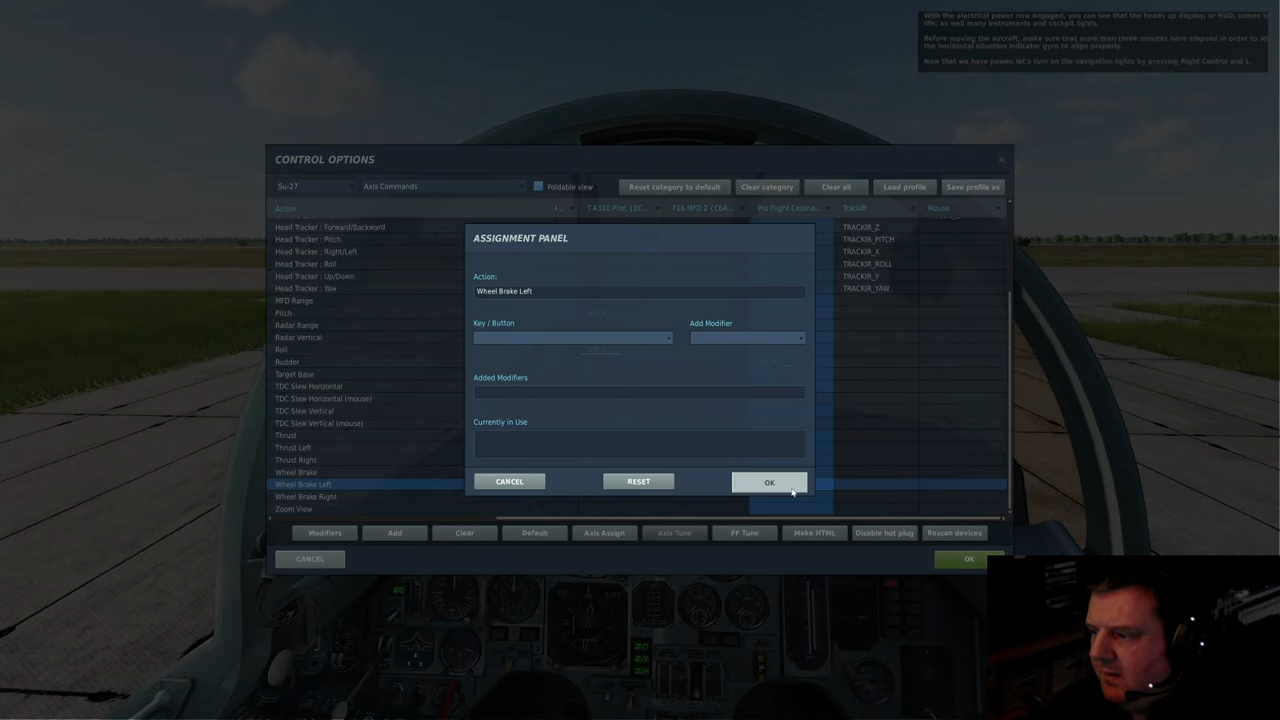 With the electrical power now engaged, you can see that the heads up display, or HUD, comes to
life; as well many instruments and cockpit lights.
Before moving the aircraft, make sure that more than three minutes have elapsed in order to let
the horizontal situation indicator gyro to align properly.
Now that we have power, let's turn on the navigation lights by pressing Right Control and L.
CONTROL OPTIONS
Su-27 Axis Commands Foldable view Reset category to default Clear category Clear all Load profile Save profile as
Action T.A320 Pilot {1C... F16 MFD 2 {C6A... Pro Flight Cessna... TrackIR Mouse
Head Tracker : Forward/Backward TRACKIR_Z
Head Tracker : Pitch TRACKIR_PITCH
Head Tracker : Right/Left TRACKIR_X
Head Tracker : Roll TRACKIR_ROLL
Head Tracker : Up/Down TRACKIR_Y
Head Tracker : Yaw TRACKIR_YAW
MFD Range
Pitch
Radar Range
Radar Vertical
Roll
Rudder
Target Base
TDC Slew Horizontal
TDC Slew Horizontal (mouse)
TDC Slew Vertical
TDC Slew Vertical (mouse)
Thrust
Thrust Left
Thrust Right
Wheel Brake
Wheel Brake Left
Wheel Brake Right
Zoom View
ASSIGNMENT PANEL
Action:
Wheel Brake Left
Key / Button Add Modifier
Added Modifiers
Currently in Use
CANCEL RESET OK
Modifiers Add Clear Default Axis Assign Axis Tune FF Tune Make HTML Disable hot plug Rescan devices
CANCEL OK